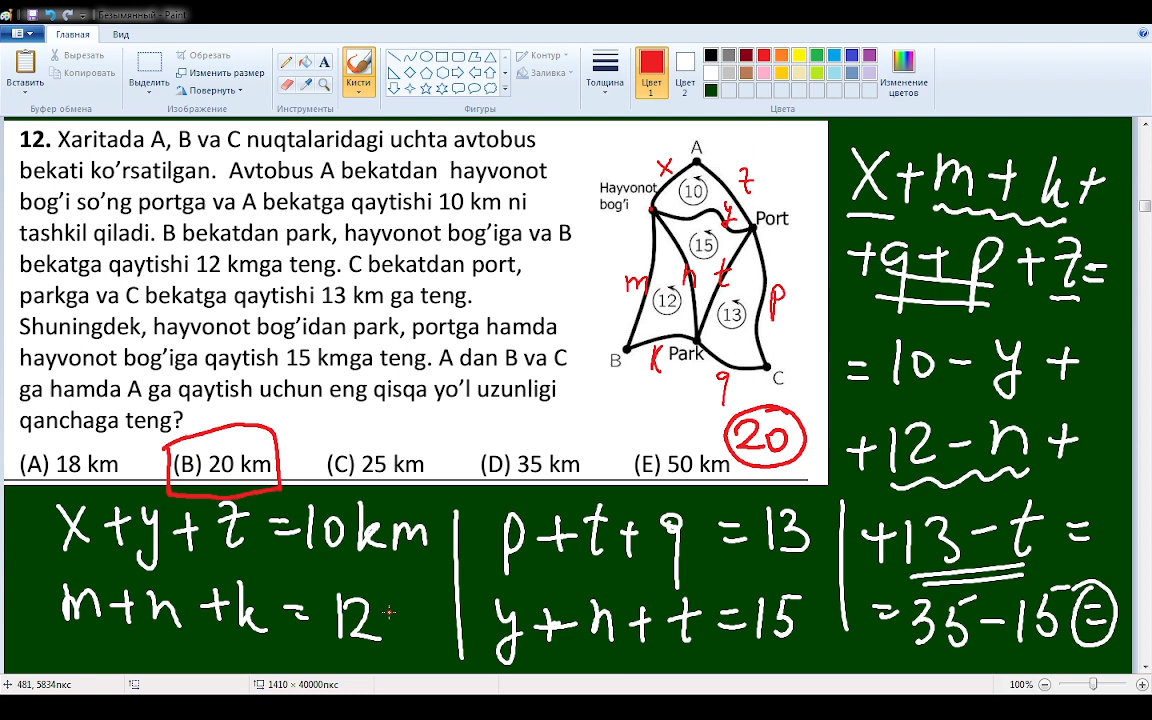 Безымянный - Paint
Главная Вид
Вставить
Вырезать
Копировать
Буфер обмена
Выделить
Обрезать
Изменить размер
Повернуть
Изображение
A
Инструменты
Кисти
Контур
Заливка
Фигуры
Толщина
Цвет 1
Цвет 2
Изменение цветов
Цвета
12. Xaritada A, B va C nuqtalaridagi uchta avtobus
bekati ko’rsatilgan. Avtobus A bekatdan hayvonot
bog’i so’ng portga va A bekatga qaytishi 10 km ni
tashkil qiladi. B bekatdan park, hayvonot bog’iga va B
bekatga qaytishi 12 kmga teng. C bekatdan port,
parkga va C bekatga qaytishi 13 km ga teng.
Shuningdek, hayvonot bog’idan park, portga hamda
hayvonot bog’iga qaytish 15 kmga teng. A dan B va C
ga hamda A ga qaytish uchun eng qisqa yo’l uzunligi
qanchaga teng?
(A) 18 km (B) 20 km (C) 25 km (D) 35 km (E) 50 km
A
x z
Hayvonot bog’i
10
y
Port
15
m n t p
12 13
B k Park
q C
20
x+m+k+
+q+p+z=
=10-y+
+12-n+
+13-t=
=35-15=
x+y+z=10km
m+n+k=12
p+t+q=13
y+n+t=15
481, 5834пкс 1410 × 40000пкс 100%